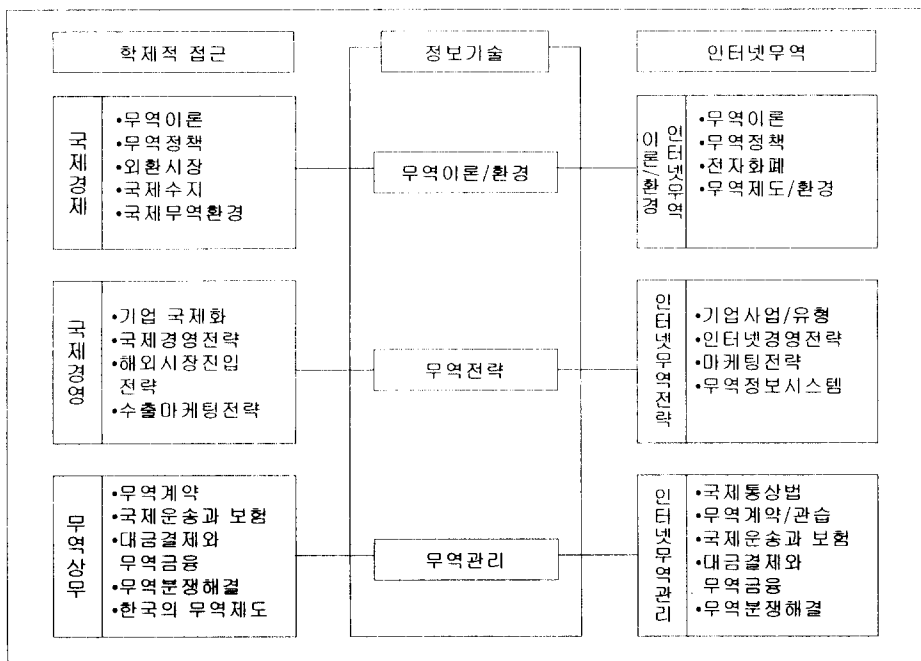 학제적 접근
정보기술
인터넷무역
국제경제
•무역이론
•무역정책
•외환시장
•국제수지
•국제무역환경
무역이론/환경
인터넷무역
이론/환경
•무역이론
•무역정책
•전자화폐
•무역제도/환경
국제경영
•기업 국제화
•국제경영전략
•해외시장진입
전략
•수출마케팅전략
무역전략
인터넷무역전략
•기업사업/유형
•인터넷경영전략
•마케팅전략
•무역정보시스템
무역상무
•무역계약
•국제운송과 보험
•대금결제와
무역금융
•무역분쟁해결
•한국의 무역제도
무역관리
인터넷무역관리
•국제통상법
•무역계약/관습
•국제운송과 보험
•대금결제와
무역금융
•무역분쟁해결